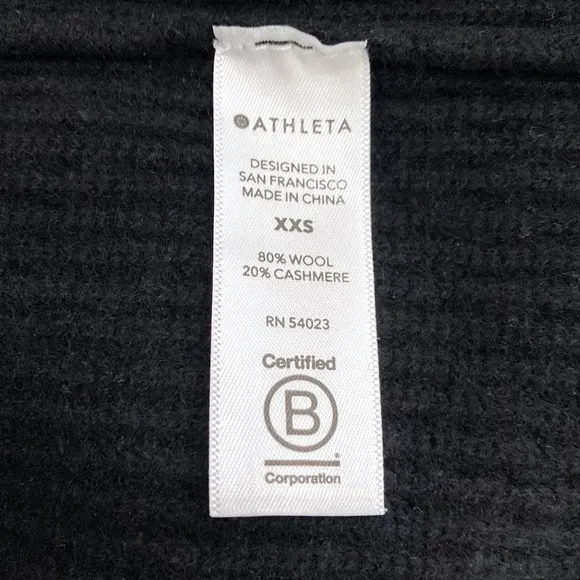 ATHLETA
DESIGNED IN
SAN FRANCISCO
MADE IN CHINA
XXS
80% WOOL
20% CASHMERE
RN 54023
Certified
B
Corporation